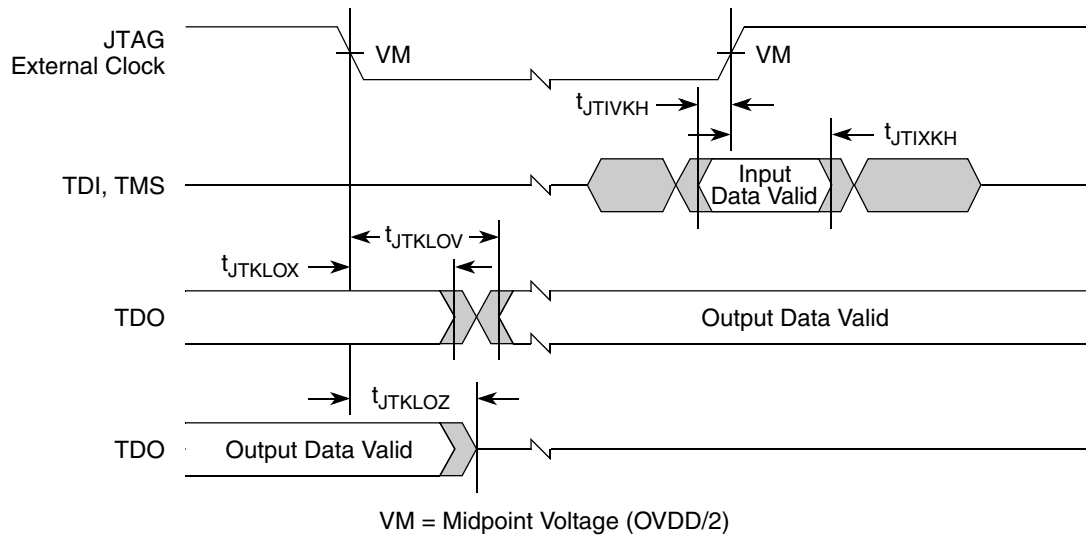 JTAG
External Clock
VM
VM
tJTIVKH
tJTIXKH
TDI, TMS
Input
Data Valid
tJTKLOV
tJTKLOX
TDO
Output Data Valid
tJTKLOZ
TDO
Output Data Valid
VM = Midpoint Voltage (OVDD/2)